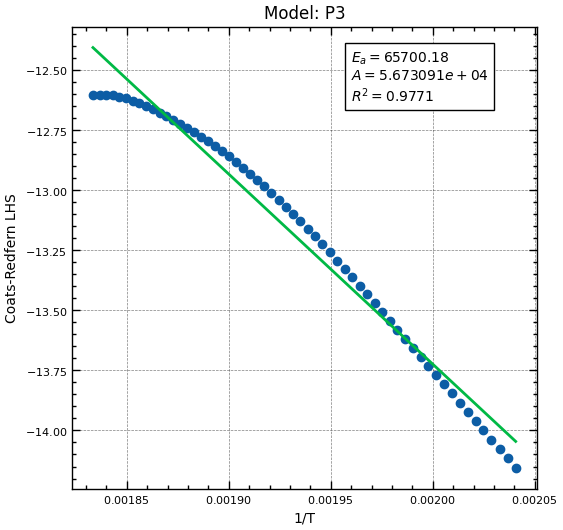 Model: P3
E_a = 65700.18
A = 5.673091e + 04
R² = 0.9771
Coats-Redfern LHS
−12.50
−12.75
−13.00
−13.25
−13.50
−13.75
−14.00
0.00185 0.00190 0.00195 0.00200 0.00205
1/T